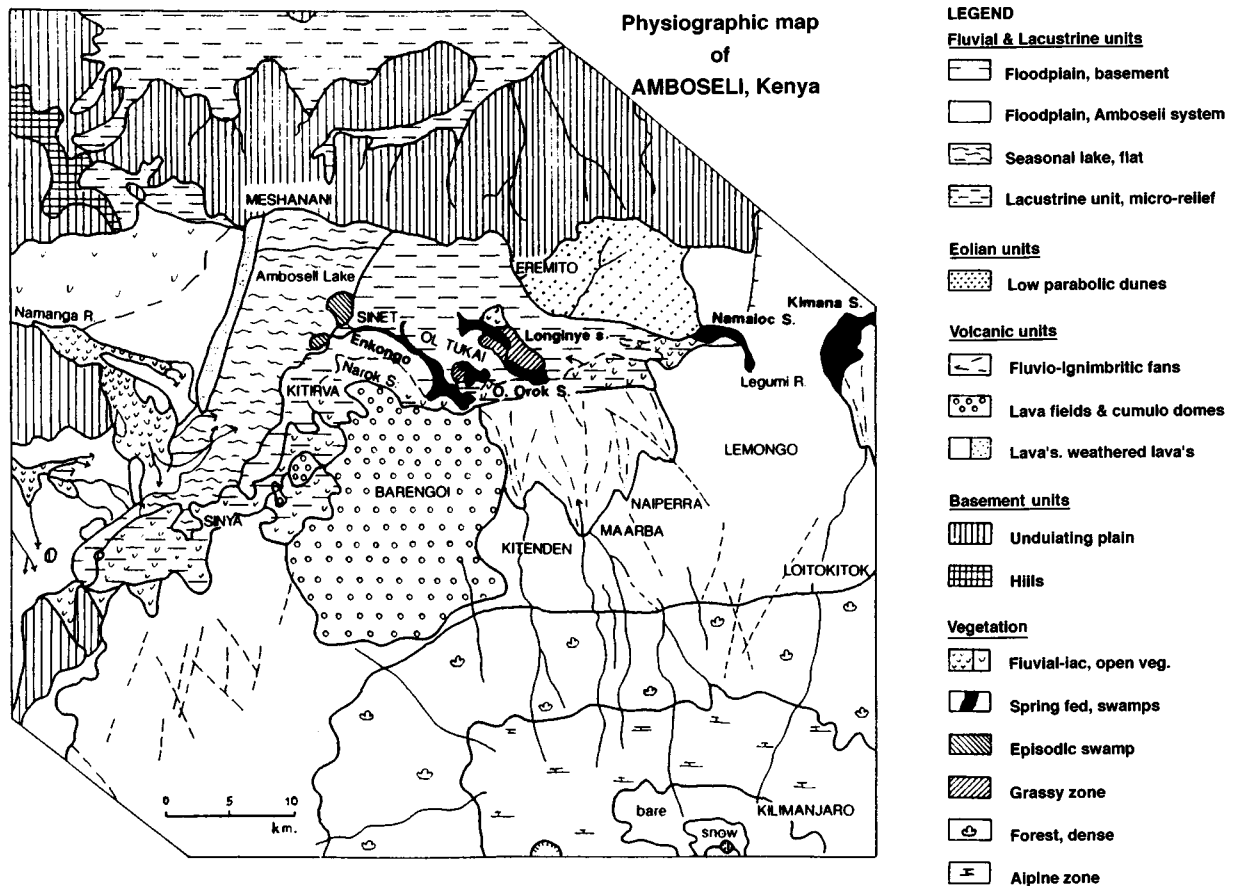 Physiographic map
of
AMBOSELI, Kenya
MESHANANI
Amboseli Lake
EREMITO
Namanga R.
SINET
OL TUKAI
Longinye s.
Namaloc S.
Kimana S.
Enkongo
Narok S.
KITIRVA
O. Orok S.
Legumi R.
LEMONGO
BARENGOI
NAIPERRA
MAARBA
SINYA
KITENDEN
LOITOKITOK
0 5 10
km.
bare
KILIMANJARO
snow
LEGEND
Fluvial & Lacustrine units
Floodplain, basement
Floodplain, Amboseli system
Seasonal lake, flat
Lacustrine unit, micro-relief
Eolian units
Low parabolic dunes
Volcanic units
Fluvio-ignimbritic fans
Lava fields & cumulo domes
Lava's. weathered lava's
Basement units
Undulating plain
Hills
Vegetation
Fluvial-lac, open veg.
Spring fed, swamps
Episodic swamp
Grassy zone
Forest, dense
Alpine zone